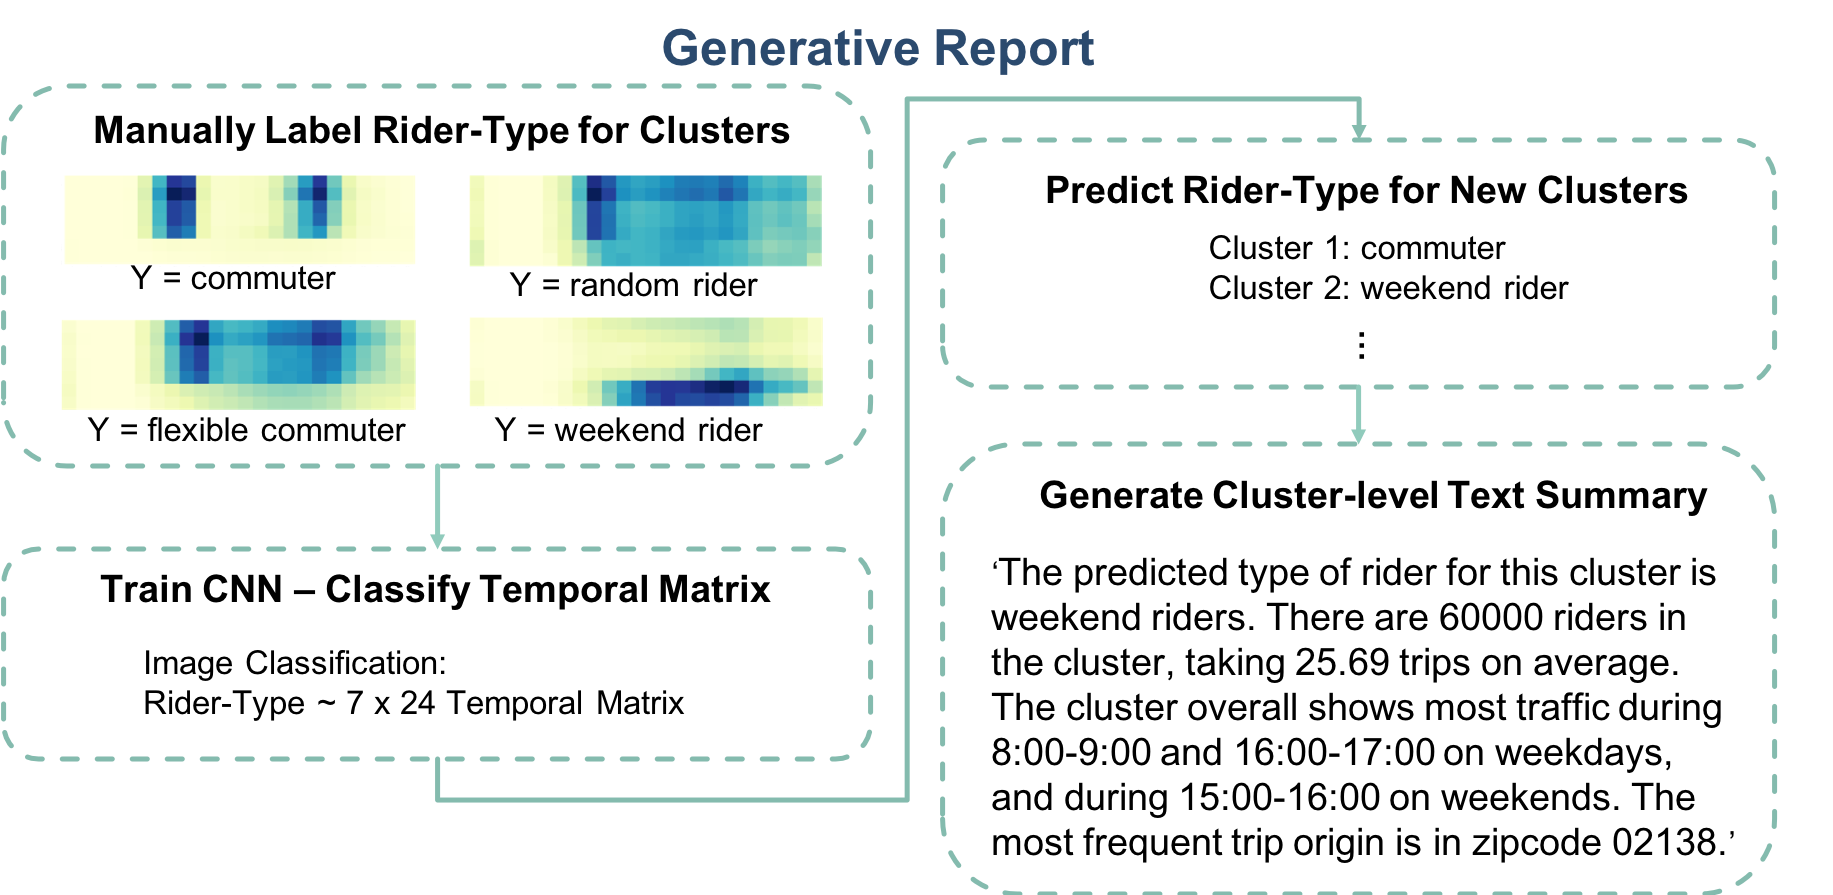 Generative Report
Manually Label Rider-Type for Clusters
Y = commuter
Y = random rider
Y = flexible commuter
Y = weekend rider
Train CNN – Classify Temporal Matrix
Image Classification:
Rider-Type ~ 7 x 24 Temporal Matrix
Predict Rider-Type for New Clusters
Cluster 1: commuter
Cluster 2: weekend rider
⋮
Generate Cluster-level Text Summary
‘The predicted type of rider for this cluster is
weekend riders. There are 60000 riders in
the cluster, taking 25.69 trips on average.
The cluster overall shows most traffic during
8:00-9:00 and 16:00-17:00 on weekdays,
and during 15:00-16:00 on weekends. The
most frequent trip origin is in zipcode 02138.’